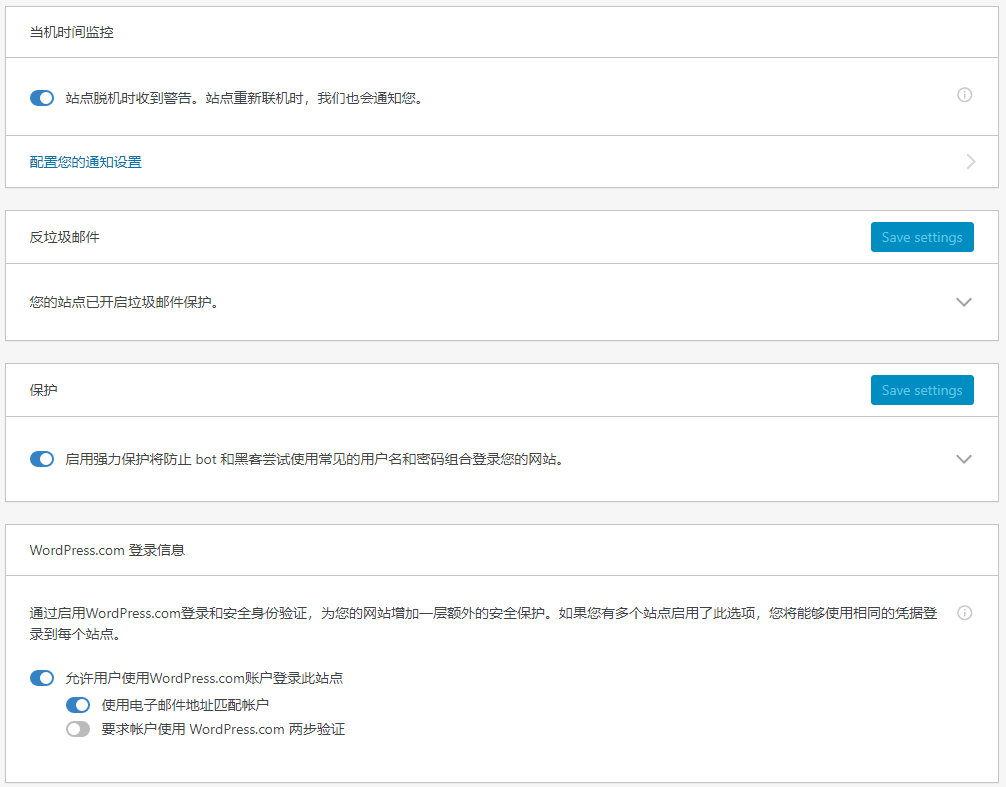 当机时间监控
站点脱机时收到警告。站点重新联机时，我们也会通知您。
配置您的通知设置
反垃圾邮件
Save settings
您的站点已开启垃圾邮件保护。
保护
Save settings
启用强力保护将防止 bot 和黑客尝试使用常见的用户名和密码组合登录您的网站。
WordPress.com 登录信息
通过启用WordPress.com登录和安全身份验证，为您的网站增加一层额外的安全保护。如果您有多个站点启用了此选项，您将能够使用相同的凭据登
录到每个站点。
允许用户使用WordPress.com账户登录此站点
使用电子邮件地址匹配帐户
要求帐户使用 WordPress.com 两步验证